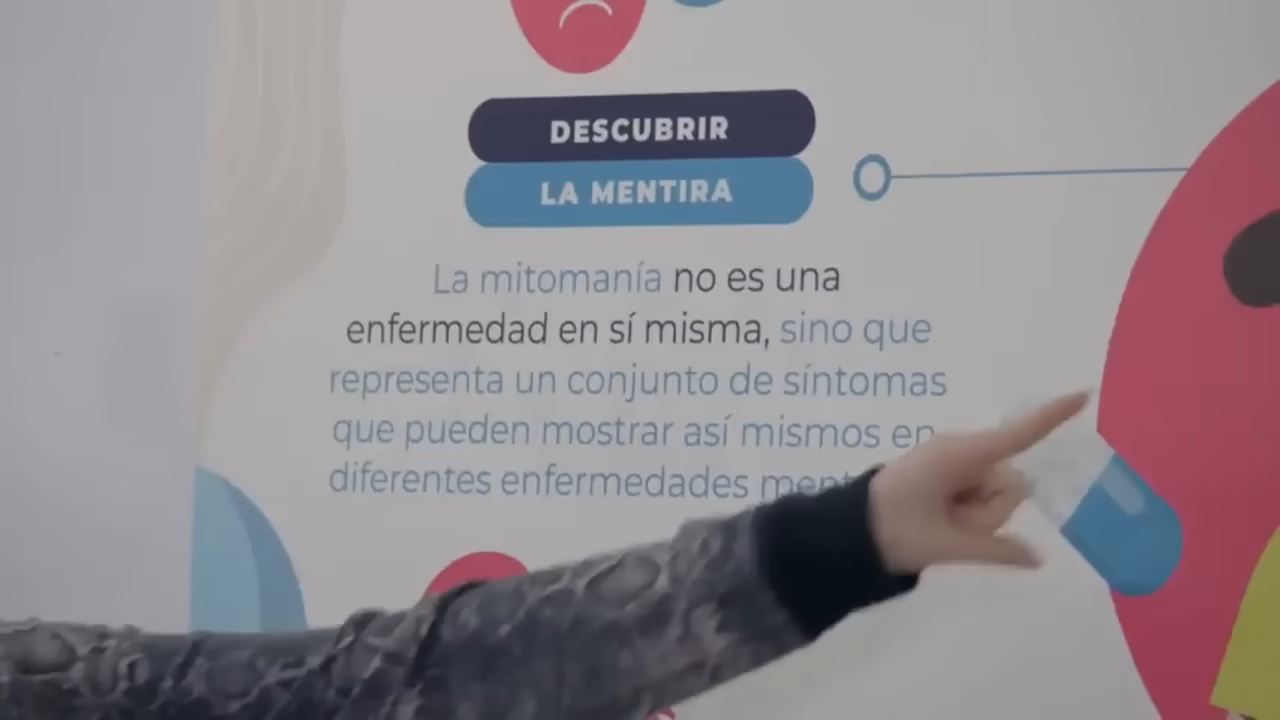 DESCUBRIR
LA MENTIRA
La mitomanía no es una
enfermedad en sí misma, sino que
representa un conjunto de síntomas
que pueden mostrar así mismos en
diferentes enfermedades